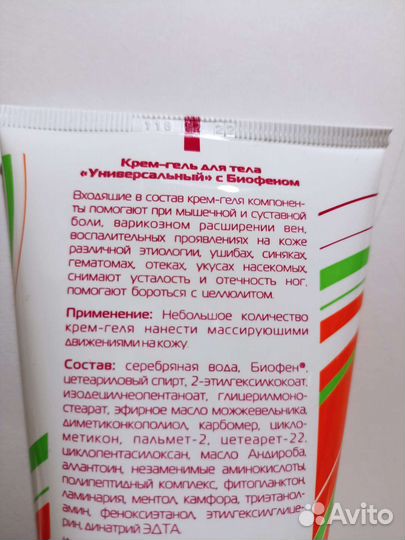 118 22
Крем-гель для тела
«Универсальный» с Биофеном
Входящие в состав крем-геля компонен-
ты помогают при мышечной и суставной
боли, варикозном расширении вен,
воспалительных проявлениях на коже
различной этиологии, ушибах, синяках,
гематомах, отеках, укусах насекомых,
снимают усталость и отечность ног,
помогают бороться с целлюлитом.
Применение: Небольшое количество
крем-геля нанести массирующими
движениями на кожу.
Состав: серебряная вода, Биофен®,
цетеариловый спирт, 2-этилгексилкокоат,
изодецилнеопентаноат, глицерилмоно-
стеарат, эфирное масло можжевельника,
диметиконкополиол, карбомер, цикло-
метикон, пальмет-2, цетеарет-22,
циклопентасилоксан, масло Андироба,
аллантоин, незаменимые аминокислоты,
полипептидный комплекс, фитопланктон,
ламинария, ментол, камфора, триэтанол-
амин, феноксиэтанол, этилгексилглице-
рин, динатрий ЭДТА.
Avito